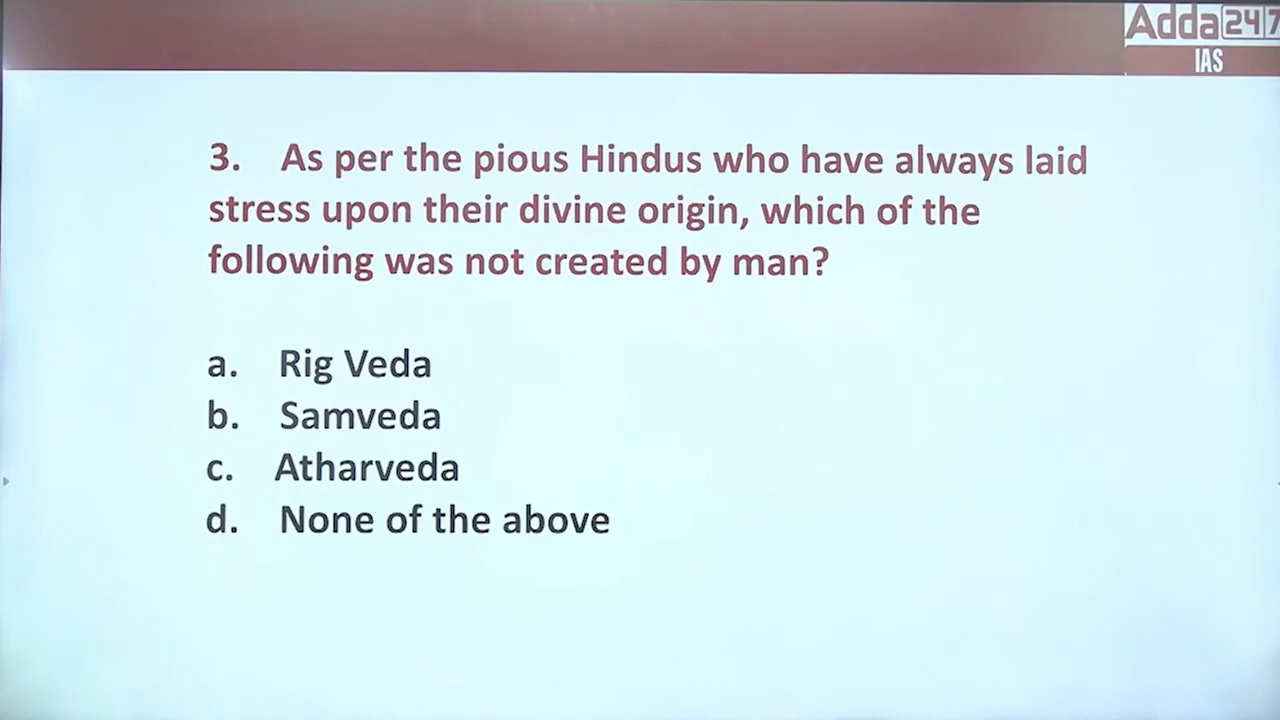 Adda247
IAS
3. As per the pious Hindus who have always laid
stress upon their divine origin, which of the
following was not created by man?
a. Rig Veda
b. Samveda
c. Atharveda
d. None of the above